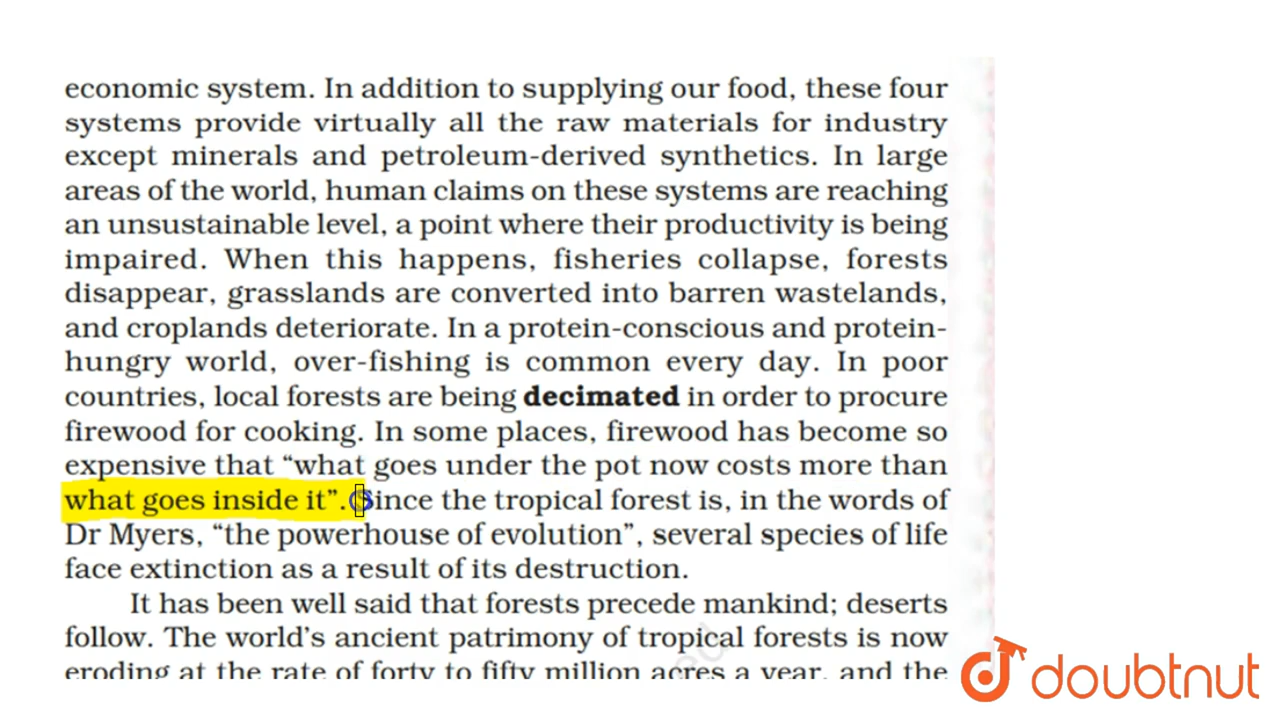 economic system. In addition to supplying our food, these four
systems provide virtually all the raw materials for industry
except minerals and petroleum-derived synthetics. In large
areas of the world, human claims on these systems are reaching
an unsustainable level, a point where their productivity is being
impaired. When this happens, fisheries collapse, forests
disappear, grasslands are converted into barren wastelands,
and croplands deteriorate. In a protein-conscious and protein-
hungry world, over-fishing is common every day. In poor
countries, local forests are being decimated in order to procure
firewood for cooking. In some places, firewood has become so
expensive that “what goes under the pot now costs more than
what goes inside it”. Since the tropical forest is, in the words of
Dr Myers, “the powerhouse of evolution”, several species of life
face extinction as a result of its destruction.
It has been well said that forests precede mankind; deserts
follow. The world’s ancient patrimony of tropical forests is now
eroding at the rate of forty to fifty million acres a year, and the
ed
doubtnut